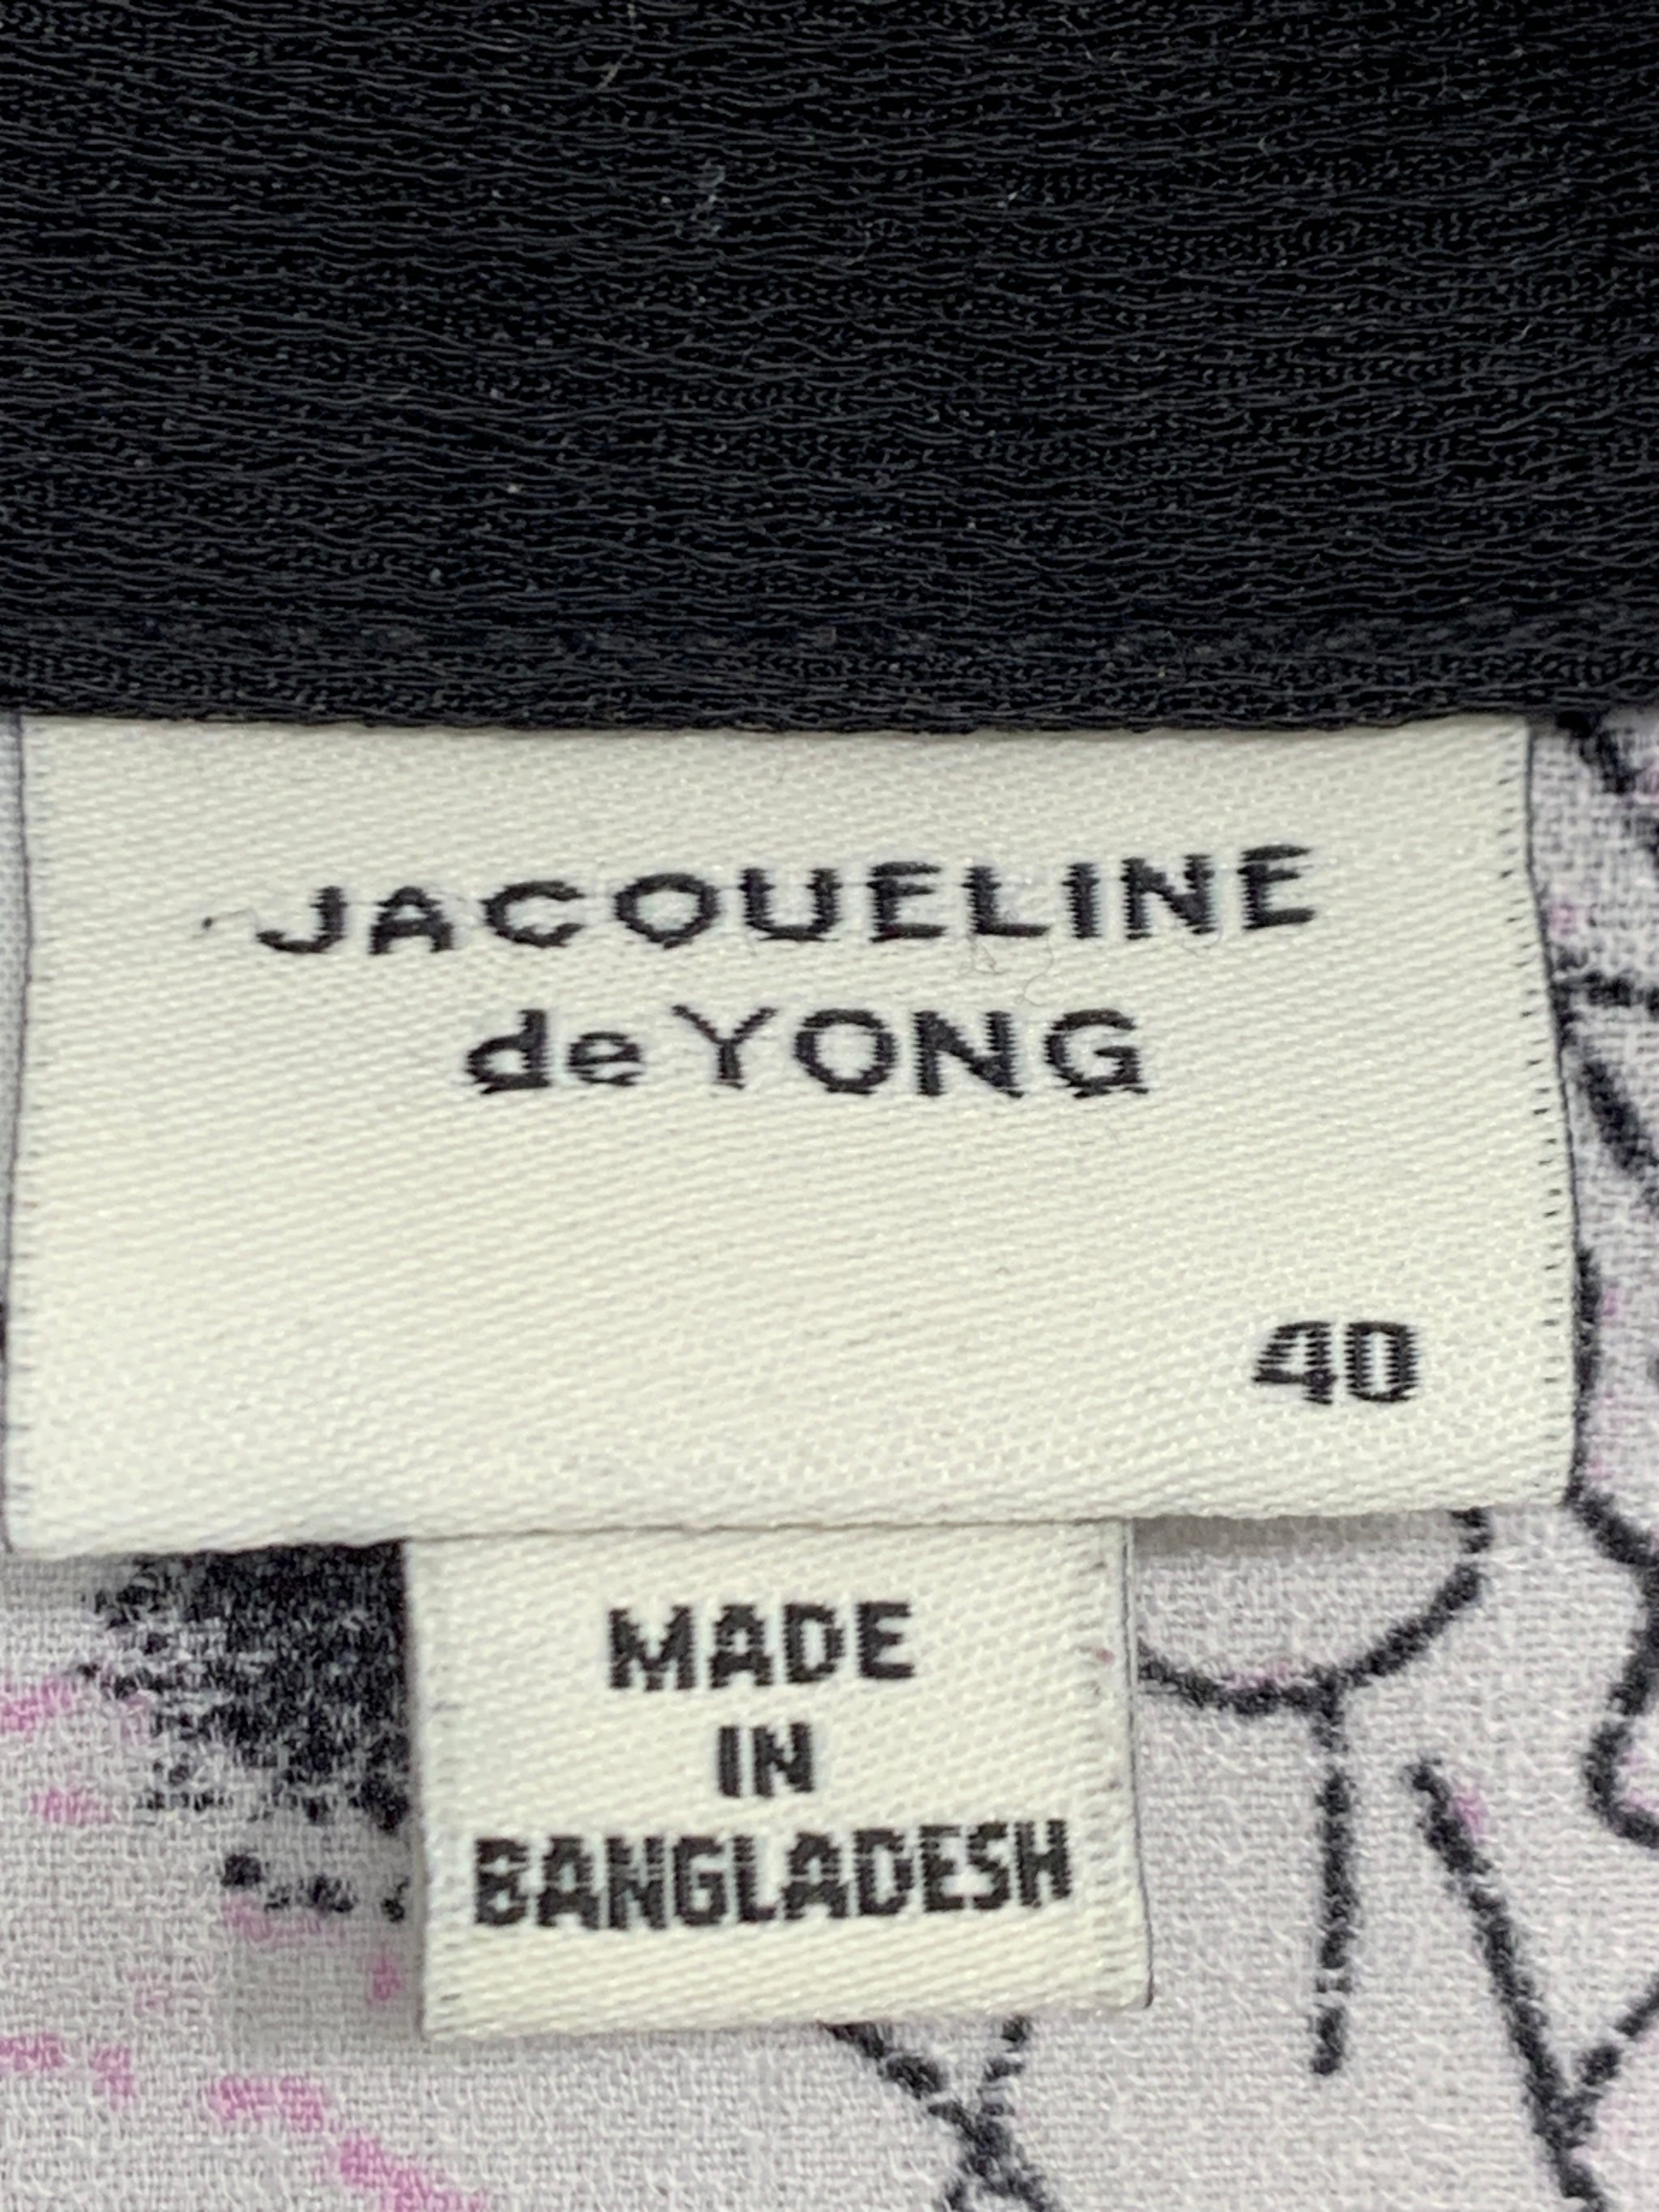 JACQUELINE
de YONG
40
MADE
IN
BANGLADESH